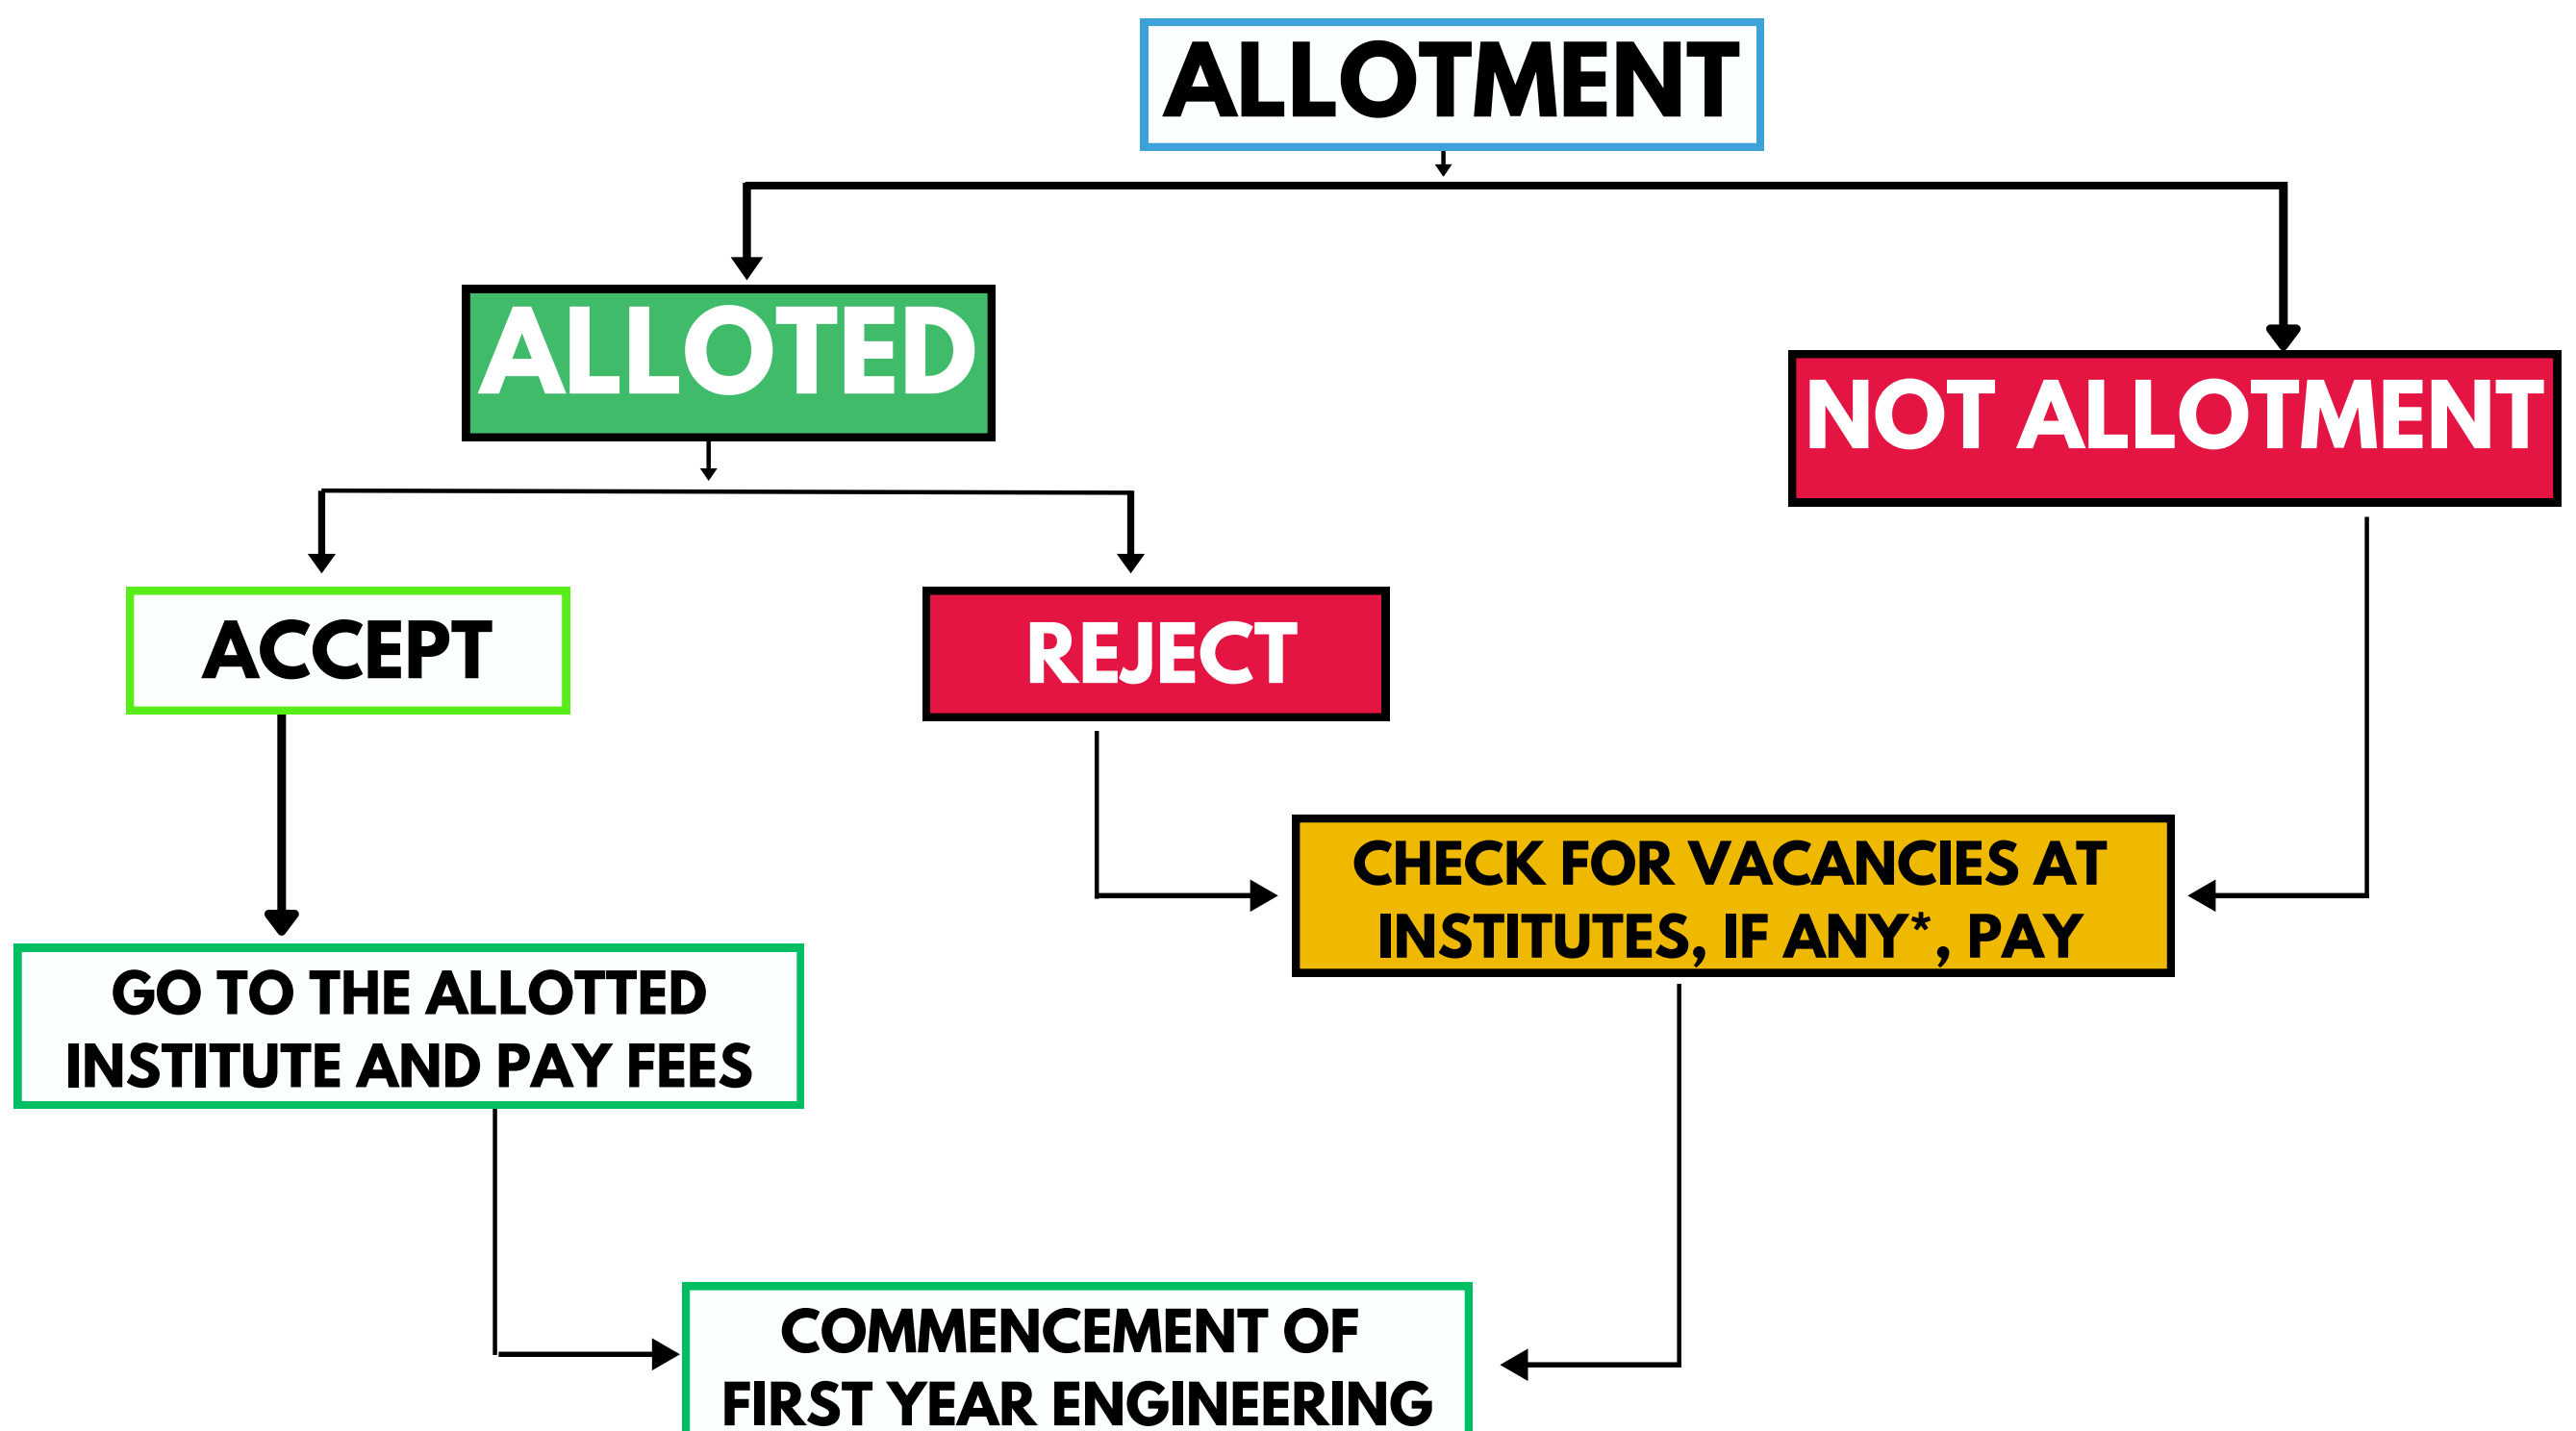 ALLOTMENT
ALLOTED
NOT ALLOTMENT
ACCEPT
REJECT
CHECK FOR VACANCIES AT
INSTITUTES, IF ANY*, PAY
GO TO THE ALLOTTED
INSTITUTE AND PAY FEES
COMMENCEMENT OF
FIRST YEAR ENGINEERING